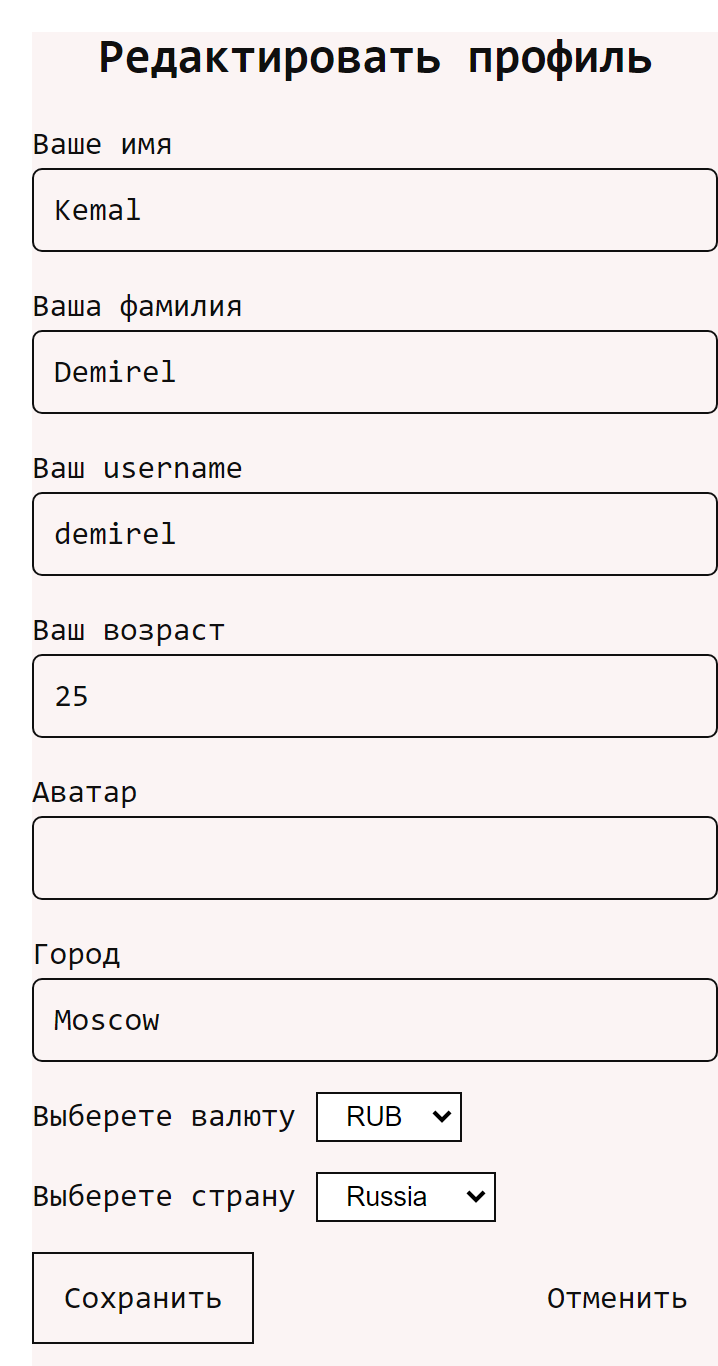 Редактировать профиль
Ваше имя
Kemal
Ваша фамилия
Demirel
Ваш username
demirel
Ваш возраст
25
Аватар
Город
Moscow
Выберете валюту RUB
Выберете страну Russia
Сохранить Отменить